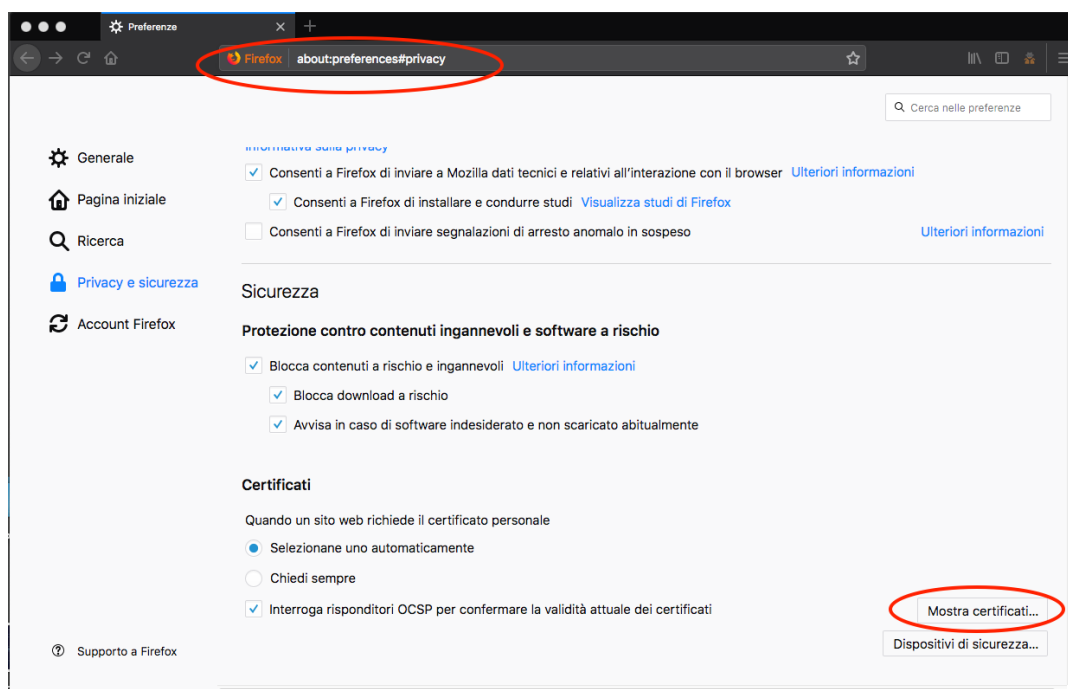 Preferenze
Firefox about:preferences#privacy
Cerca nelle preferenze
Generale
Pagina iniziale
Ricerca
Privacy e sicurezza
Account Firefox
Supporto a Firefox
Informativa sulla privacy
Consenti a Firefox di inviare a Mozilla dati tecnici e relativi all'interazione con il browser Ulteriori informazioni
Consenti a Firefox di installare e condurre studi Visualizza studi di Firefox
Consenti a Firefox di inviare segnalazioni di arresto anomalo in sospeso Ulteriori informazioni
Sicurezza
Protezione contro contenuti ingannevoli e software a rischio
Blocca contenuti a rischio e ingannevoli Ulteriori informazioni
Blocca download a rischio
Avvisa in caso di software indesiderato e non scaricato abitualmente
Certificati
Quando un sito web richiede il certificato personale
Selezionane uno automaticamente
Chiedi sempre
Interroga risponditori OCSP per confermare la validità attuale dei certificati
Mostra certificati...
Dispositivi di sicurezza...